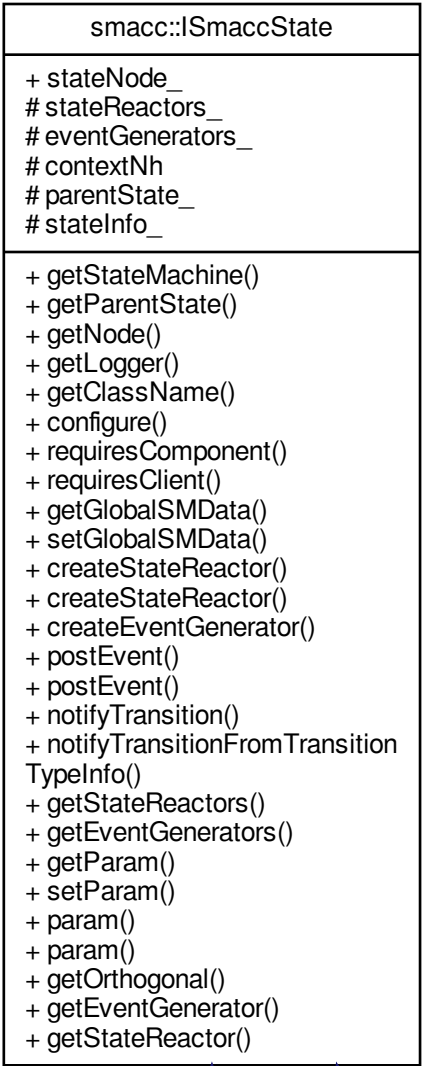 smacc::ISmaccState
+ stateNode_
# stateReactors_
# eventGenerators_
# contextNh
# parentState_
# stateInfo_
+ getStateMachine()
+ getParentState()
+ getNode()
+ getLogger()
+ getClassName()
+ configure()
+ requiresComponent()
+ requiresClient()
+ getGlobalSMData()
+ setGlobalSMData()
+ createStateReactor()
+ createStateReactor()
+ createEventGenerator()
+ postEvent()
+ postEvent()
+ notifyTransition()
+ notifyTransitionFromTransition
TypeInfo()
+ getStateReactors()
+ getEventGenerators()
+ getParam()
+ setParam()
+ param()
+ param()
+ getOrthogonal()
+ getEventGenerator()
+ getStateReactor()